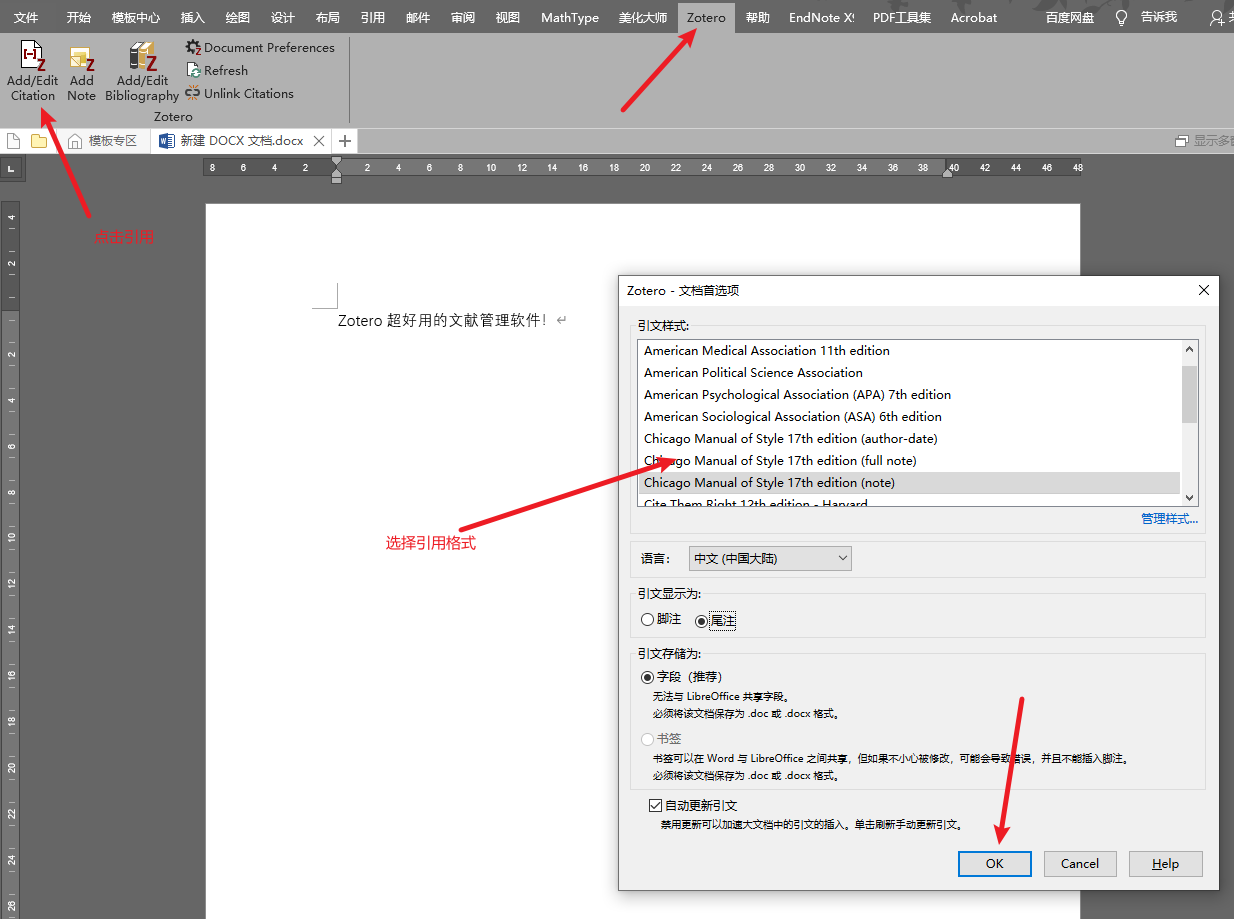 文件 开始 模板中心 插入 绘图 设计 布局 引用 邮件 审阅 视图 MathType 美化大师 Zotero 帮助 EndNote X PDF工具集 Acrobat 百度网盘 告诉我
Document Preferences
Refresh
Unlink Citations
Add/Edit Citation
Add Note
Add/Edit Bibliography
Zotero
模板专区 新建 DOCX 文档.docx 显示多
8 6 4 2 2 4 6 8 10 12 14 16 18 20 22 24 26 28 30 32 34 36 38 40 42 44 46 48
4
2
2
4
6
8
10
12
14
16
18
20
22
24
26
点击引用
Zotero 超好用的文献管理软件！
选择引用格式
Zotero - 文档首选项
引文样式:
American Medical Association 11th edition
American Political Science Association
American Psychological Association (APA) 7th edition
American Sociological Association (ASA) 6th edition
Chicago Manual of Style 17th edition (author-date)
Chicago Manual of Style 17th edition (full note)
Chicago Manual of Style 17th edition (note)
Cite Them Right 12th edition - Harvard
管理样式...
语言： 中文 (中国大陆)
引文显示为:
脚注 尾注
引文存储为:
字段（推荐）
无法与 LibreOffice 共享字段。
必须将该文档保存为 .doc 或 .docx 格式。
书签
书签可以在 Word 与 LibreOffice 之间共享，但如果不小心被修改，可能会导致错误，并且不能插入脚注。
必须将该文档保存为 .doc 或 .docx 格式。
自动更新引文
禁用更新可以加速大文档中的引文的插入。单击刷新手动更新引文。
OK Cancel Help